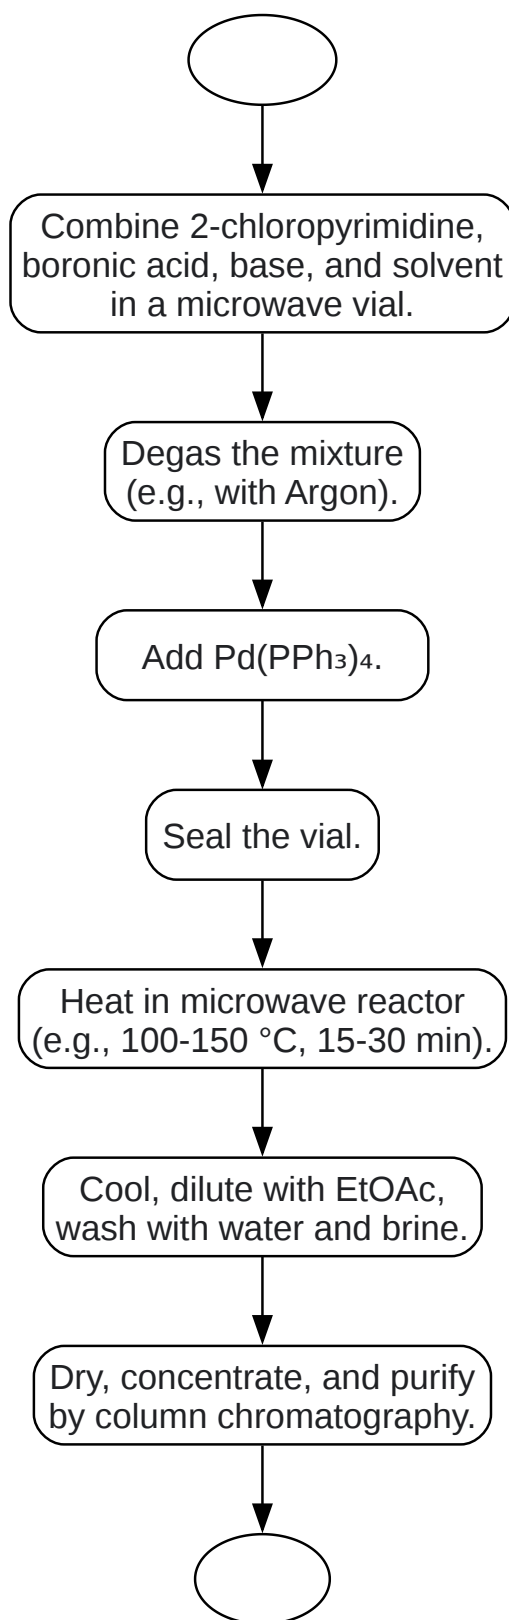 Combine 2-chloropyrimidine,
boronic acid, base, and solvent
in a microwave vial.
Degas the mixture
(e.g., with Argon).
Add Pd(PPh₃)₄.
Seal the vial.
Heat in microwave reactor
(e.g., 100-150 °C, 15-30 min).
Cool, dilute with EtOAc,
wash with water and brine.
Dry, concentrate, and purify
by column chromatography.